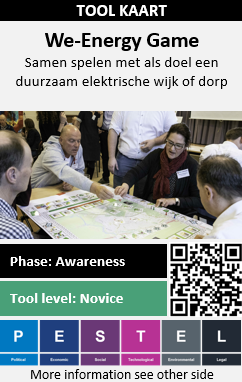 TOOL KAART
We-Energy Game
Samen spelen met als doel een
duurzaam elektrische wijk of dorp
Phase: Awareness
Tool level: Novice
P E S T E L
Political Economic Social Technological Environmental Legal
More information see other side